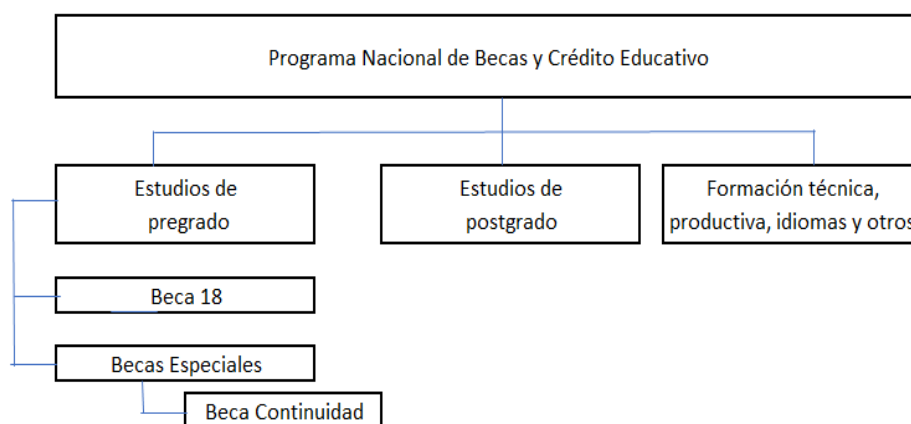 Programa Nacional de Becas y Crédito Educativo
Estudios de
pregrado
Estudios de
postgrado
Formación técnica,
productiva, idiomas y otros
Beca 18
Becas Especiales
Beca Continuidad